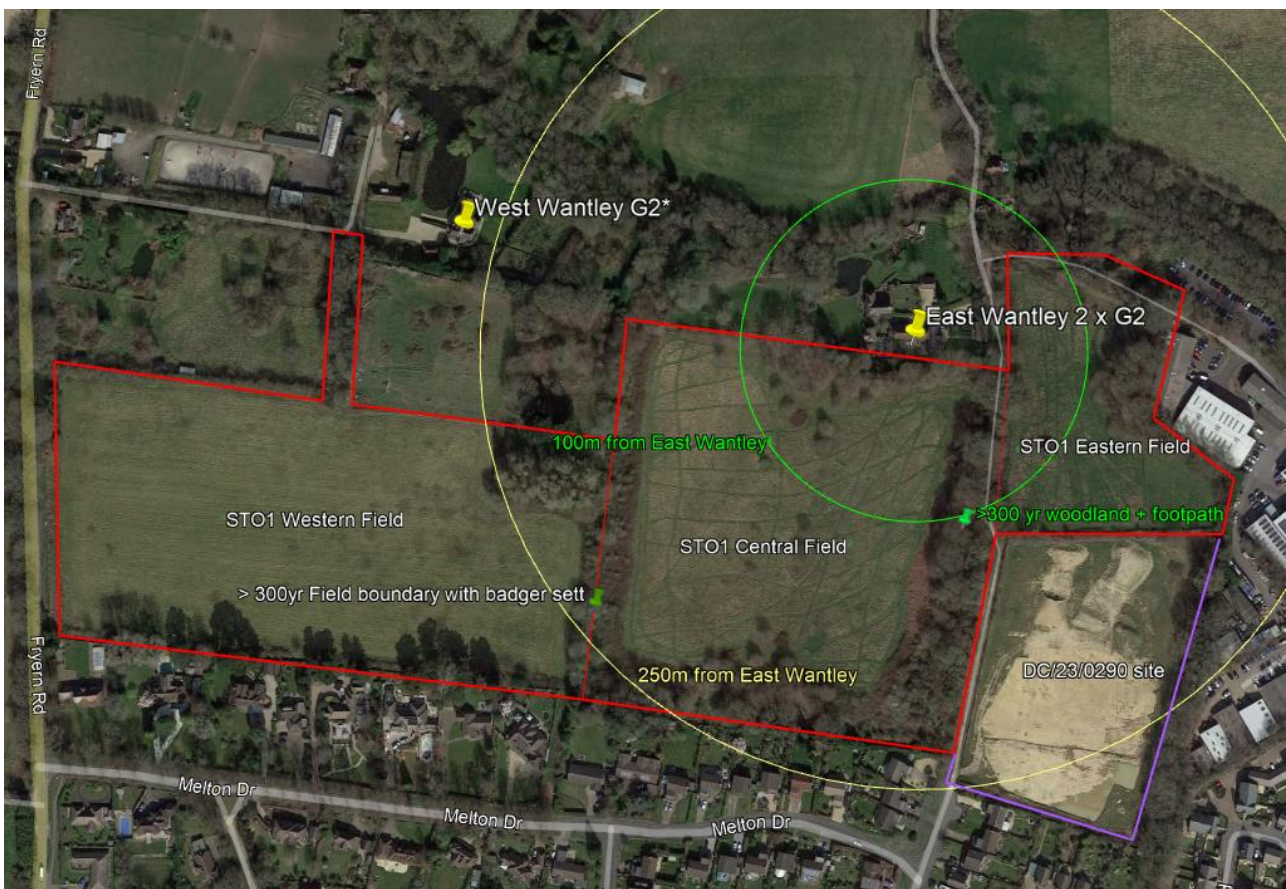 Fryern Rd
West Wantley G2*
East Wantley 2 x G2
100m from East Wantley
STO1 Eastern Field
STO1 Western Field
>300 yr woodland + footpath
STO1 Central Field
> 300yr Field boundary with badger sett
Fryern Rd
250m from East Wantley
DC/23/0290 site
Melton Dr
Melton Dr
Melton Dr